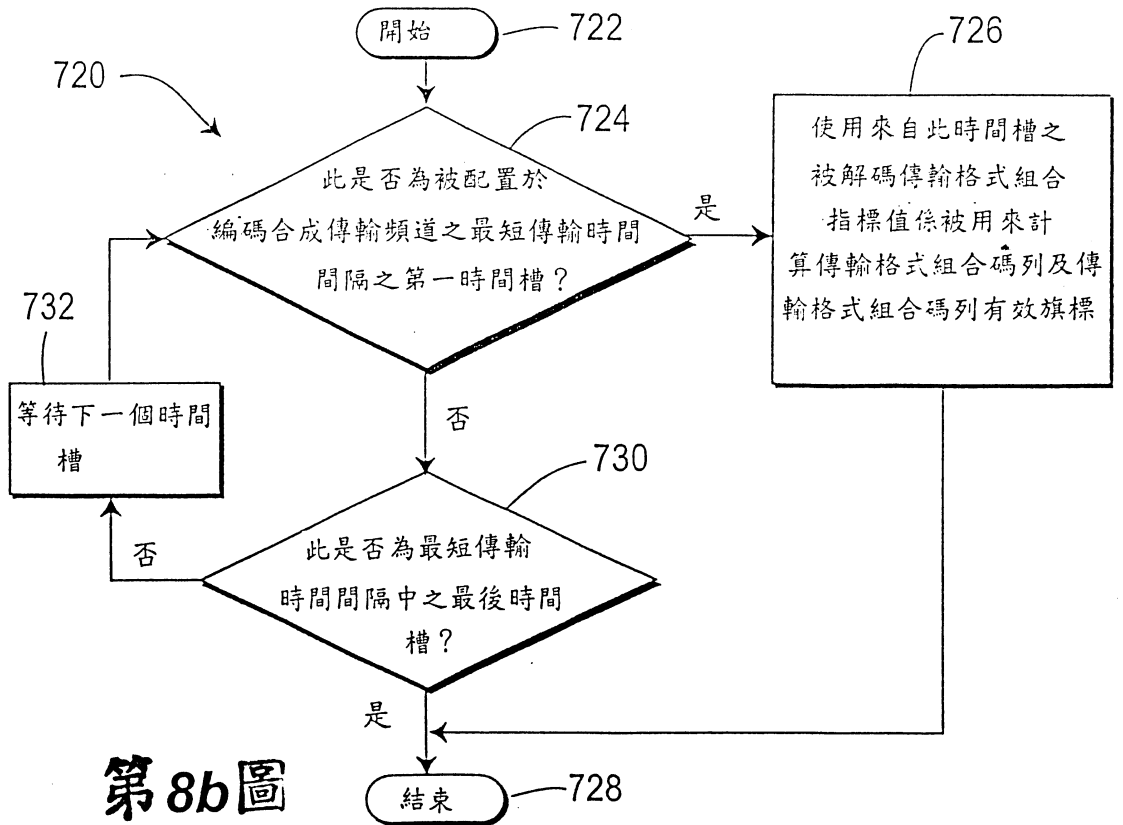 開始
722
720
724
726
此是否為被配置於
編碼合成傳輸頻道之最短傳輸時間
間隔之第一時間槽?
是
使用來自此時間槽之
被解碼傳輸格式組合
指標值係被用來計
算傳輸格式組合碼列及傳
輸格式組合碼列有效旗標
732
等待下一個時間
槽
否
730
此是否為最短傳輸
時間間隔中之最後時間
槽?
否
是
結束
728
第8b圖